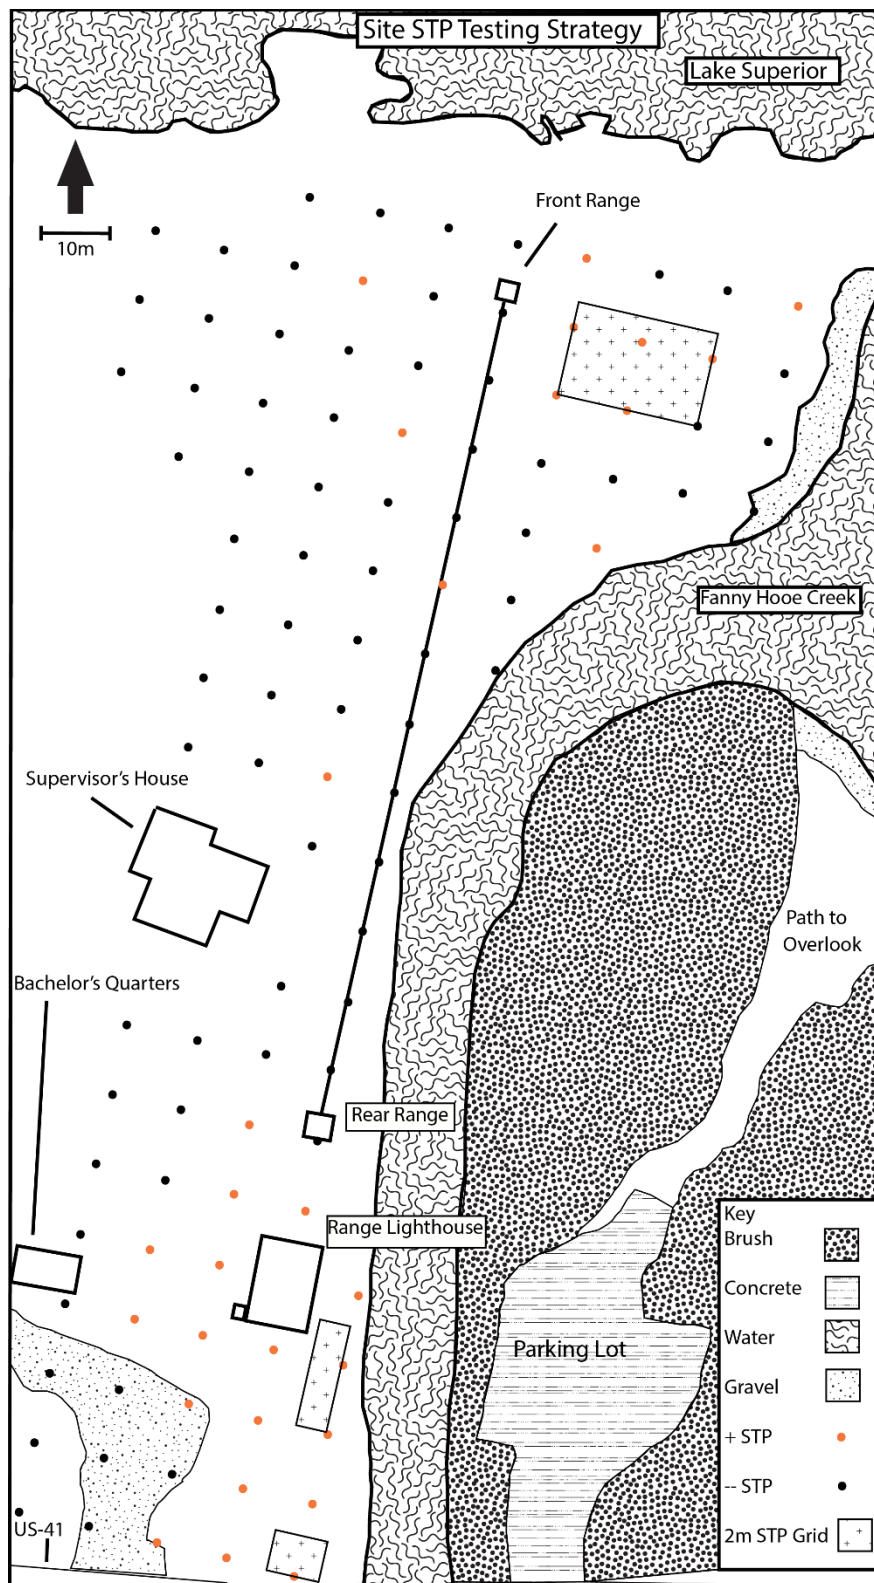 Site STP Testing Strategy
Lake Superior
10m
Front Range
Fanny Hooe Creek
Supervisor's House
Path to
Overlook
Bachelor's Quarters
Rear Range
Range Lighthouse
Parking Lot
US-41
Key
Brush
Concrete
Water
Gravel
+ STP
-- STP
2m STP Grid